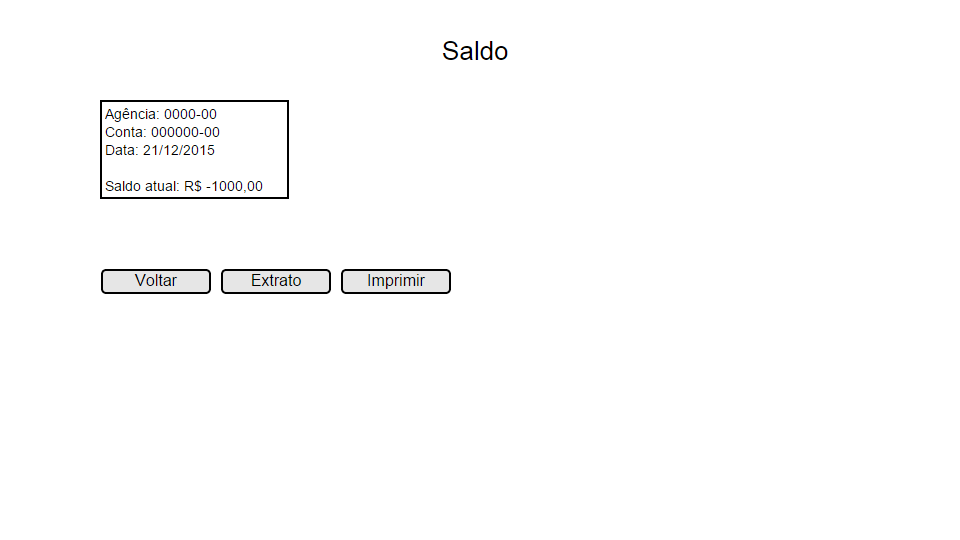 Saldo
Agência: 0000-00
Conta: 000000-00
Data: 21/12/2015
Saldo atual: R$ -1000,00
Voltar
Extrato
Imprimir